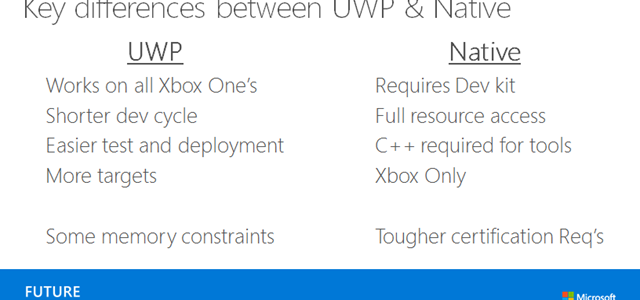 Key differences between UWP & Native
UWP
Works on all Xbox One's
Shorter dev cycle
Easier test and deployment
More targets
Some memory constraints
Native
Requires Dev kit
Full resource access
C++ required for tools
Xbox Only
Tougher certification Req's
FUTURE
Microsoft